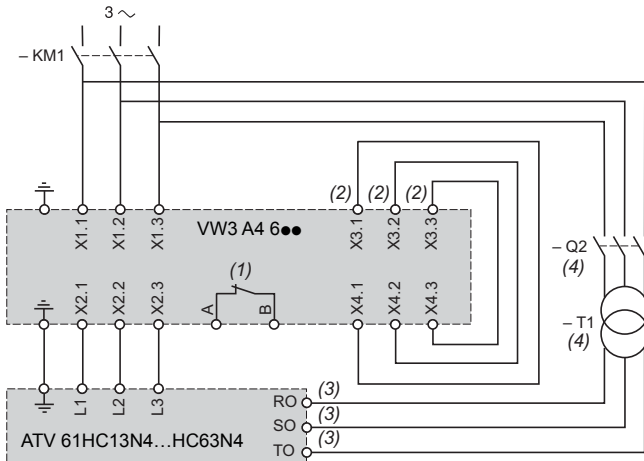 3 ~
– KM1
(2) (2) (2)
X1.1 X1.2 X1.3 VW3 A4 6●● X3.1 X3.2 X3.3
– Q2
(4)
(1)
X2.1 X2.2 X2.3 A B X4.1 X4.2 X4.3
– T1
(4)
L1 L2 L3
RO (3)
SO (3)
TO (3)
ATV 61HC13N4…HC63N4